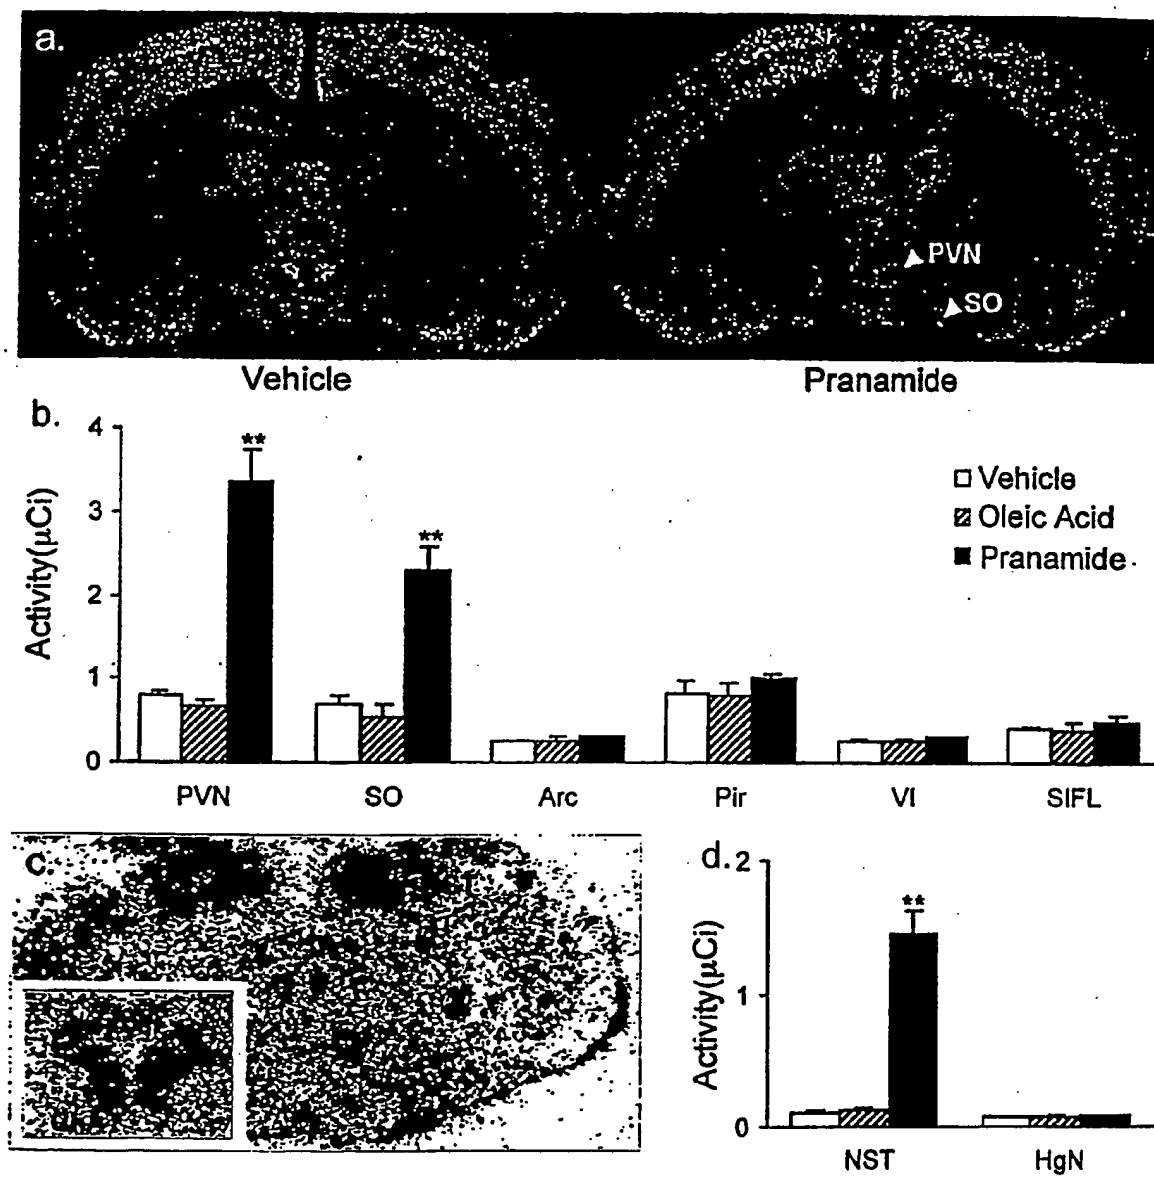 a.
PVN
SO
Vehicle Pranamide
b.
Activity(μCi)
4
3
2
1
0
**
**
Vehicle
Oleic Acid
Pranamide
PVN SO Arc Pir VI SIFL
c.
d.
Activity(μCi)
2
1
0
**
NST HgN